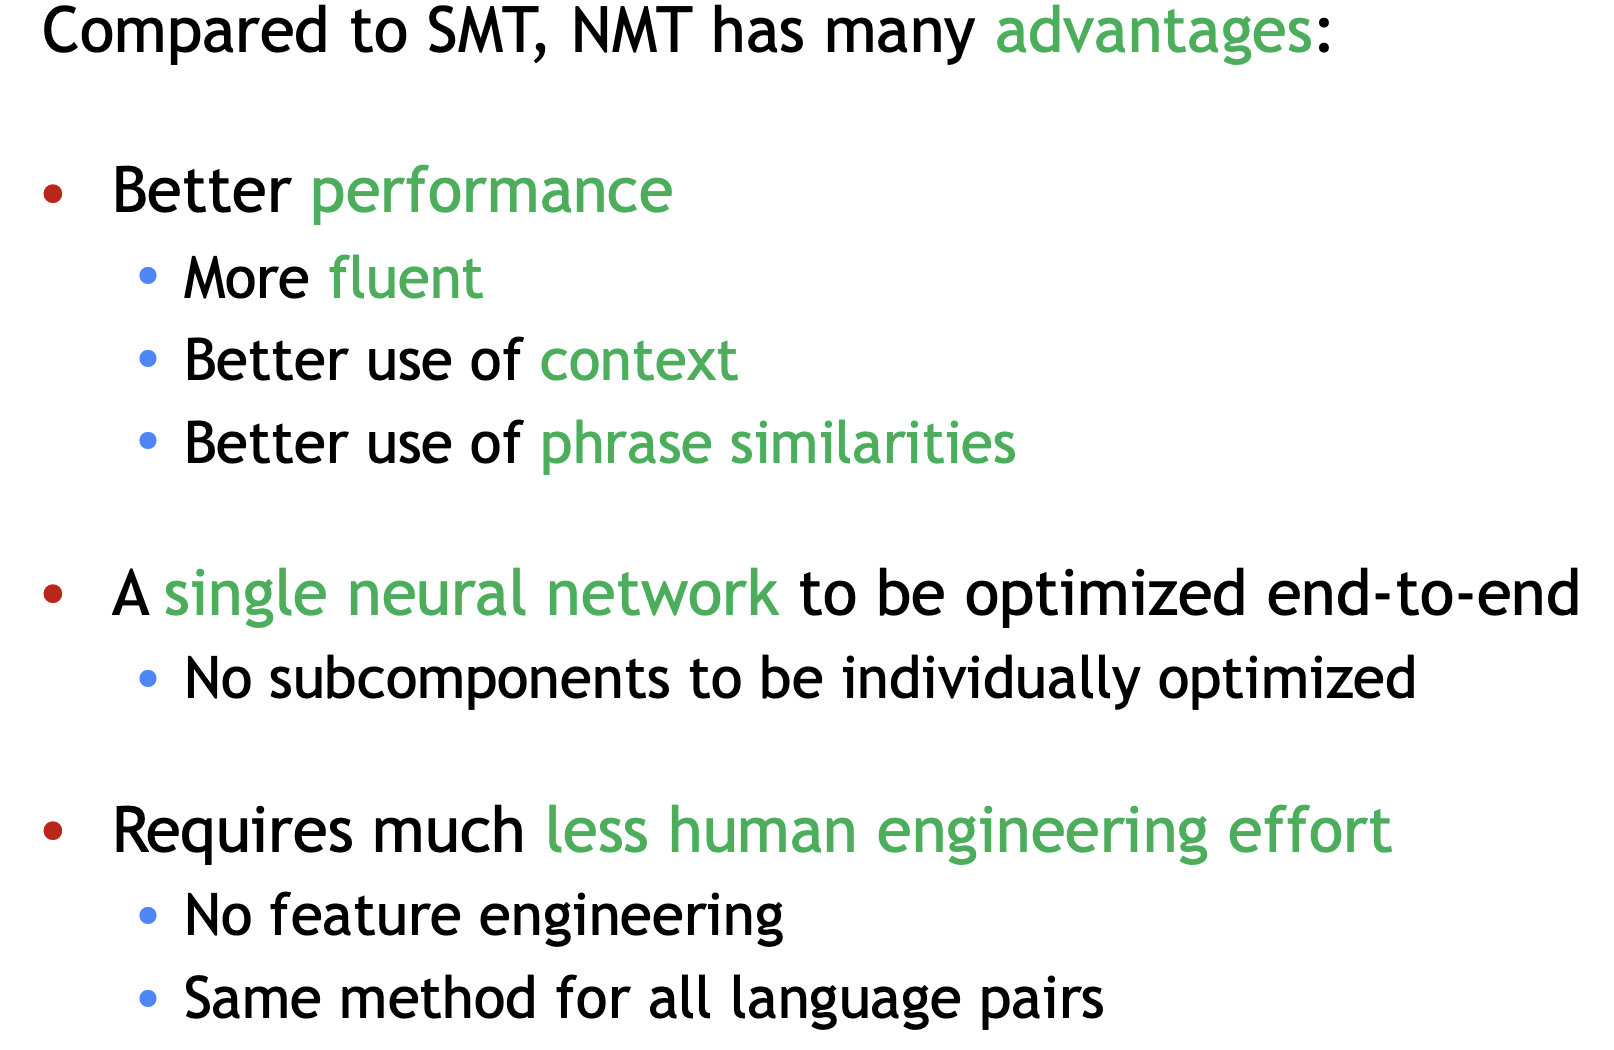 Compared to SMT, NMT has many advantages:
• Better performance
• More fluent
• Better use of context
• Better use of phrase similarities
• A single neural network to be optimized end-to-end
• No subcomponents to be individually optimized
• Requires much less human engineering effort
• No feature engineering
• Same method for all language pairs